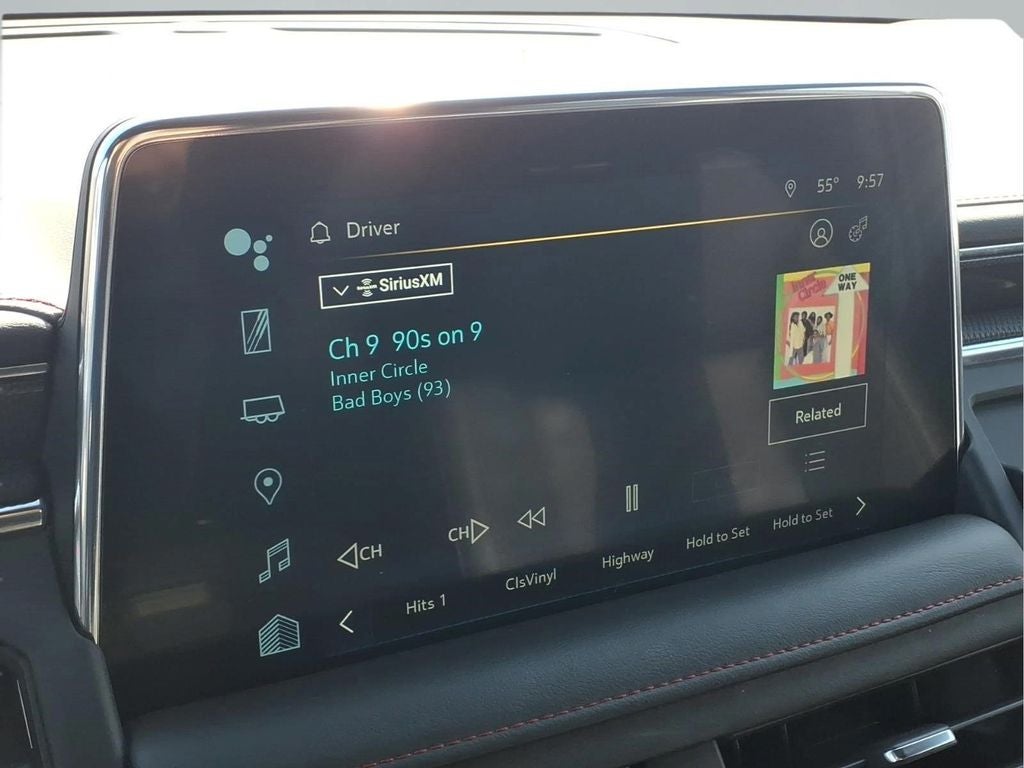 55° 9:57
Driver
SiriusXM
Ch 9 90s on 9
Inner Circle
Bad Boys (93)
Inner Circle
ONE WAY
Related
CH
CH
Hits 1
ClsVinyl
Highway
Hold to Set
Hold to Set